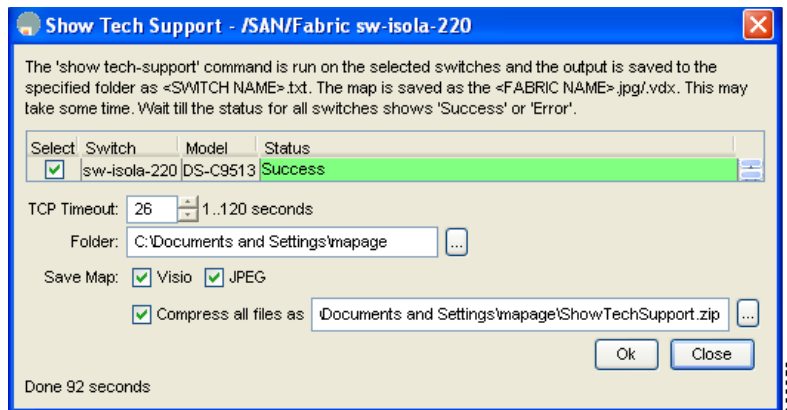 Show Tech Support - /SAN/Fabric sw-isola-220
The 'show tech-support' command is run on the selected switches and the output is saved to the
specified folder as <SWITCH NAME>.txt. The map is saved as the <FABRIC NAME>.jpg/.vdx. This may
take some time. Wait till the status for all switches shows 'Success' or 'Error'.
Select Switch Model Status
sw-isola-220 DS-C9513 Success
TCP Timeout: 26 1..120 seconds
Folder: C:\Documents and Settings\mapage ...
Save Map: Visio JPEG
Compress all files as \Documents and Settings\mapage\ShowTechSupport.zip ...
Ok Close
Done 92 seconds